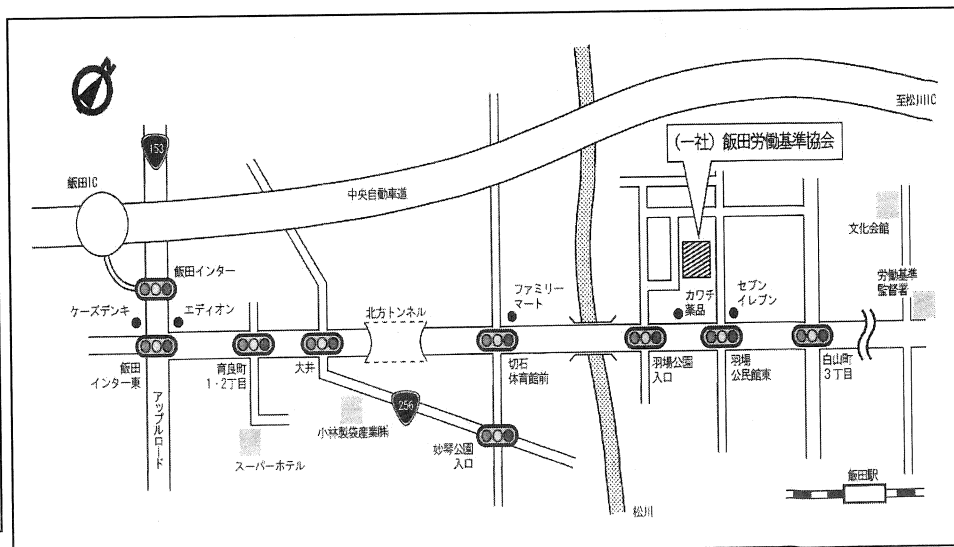 N
至松川IC
153
(一社) 飯田労働基準協会
飯田IC
中央自動車道
文化会館
飯田インター
労働基準
監督署
ケーズデンキ
エディオン
北方トンネル
ファミリー
マート
カワチ
薬品
セブン
イレブン
飯田
インター東
育良町
1・2丁目
大井
切石
体育館前
羽場公園
入口
羽場
公民館東
白山町
3丁目
アップルロード
256
小林製袋産業㈱
妙琴公園
入口
スーパーホテル
飯田駅
松川